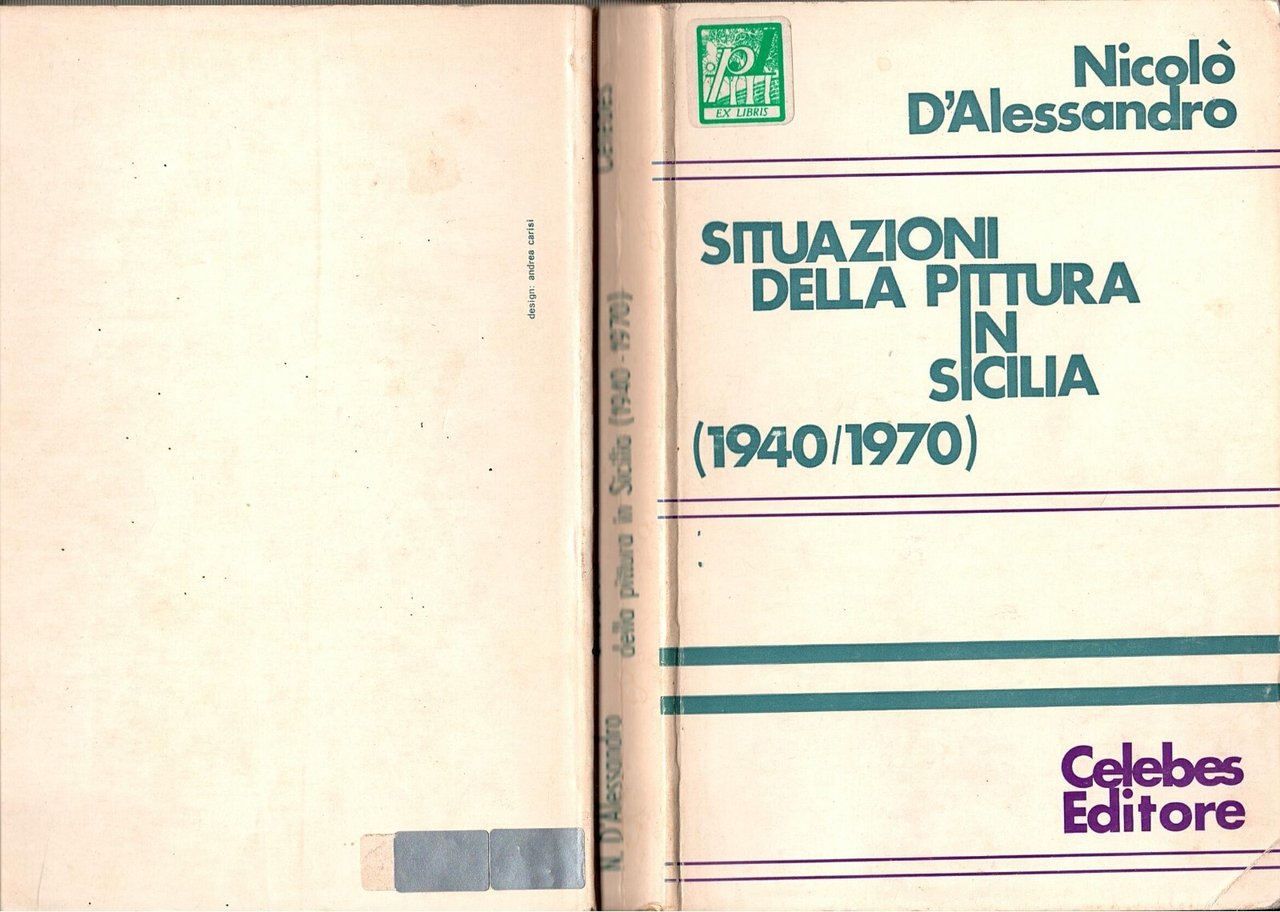 design: andrea carisi
N. D'Alessandro
della pittura in Sicilia (1940-1970)
Celebes
EX LIBRIS
Nicolò
D'Alessandro
SITUAZIONI
DELLA PITTURA
IN
SICILIA
(1940/1970)
Celebes
Editore